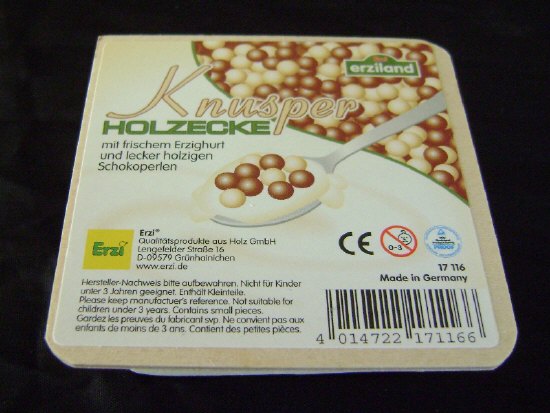 erziland
Knusper
HOLZECKE
mit frischem Erzighurt
und lecker holzigen
Schokoperlen
Erzi
Erzi®
Qualitätsprodukte aus Holz GmbH
Lengefelder Straße 16
D-09579 Grünhainichen
www.erzi.de
CE
0-3
PROOF
17 116
Made in Germany
Hersteller-Nachweis bitte aufbewahren. Nicht für Kinder
unter 3 Jahren geeignet. Enthält Kleinteile.
Please keep manufactuer's reference. Not suitable for
children under 3 years. Contains small pieces.
Gardez les preuves du fabricant svp. Ne convient pas aux
enfants de moins de 3 ans. Contient des petites pièces.
4 014722 171166